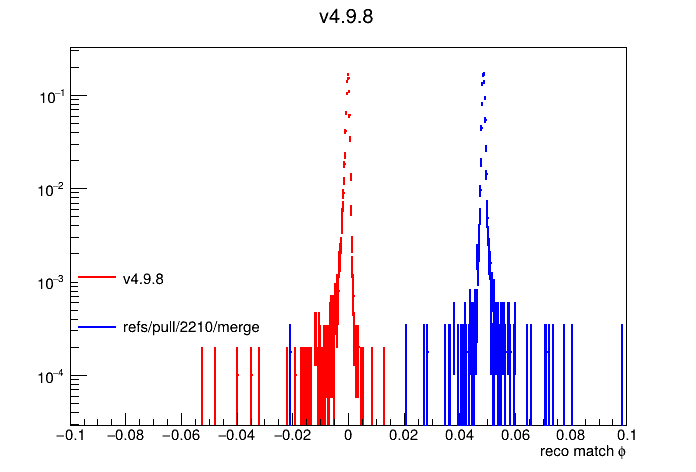 v4.9.8
10⁻¹
10⁻²
10⁻³
10⁻⁴
v4.9.8
refs/pull/2210/merge
−0.1 −0.08 −0.06 −0.04 −0.02 0 0.02 0.04 0.06 0.08 0.1
reco match ϕ